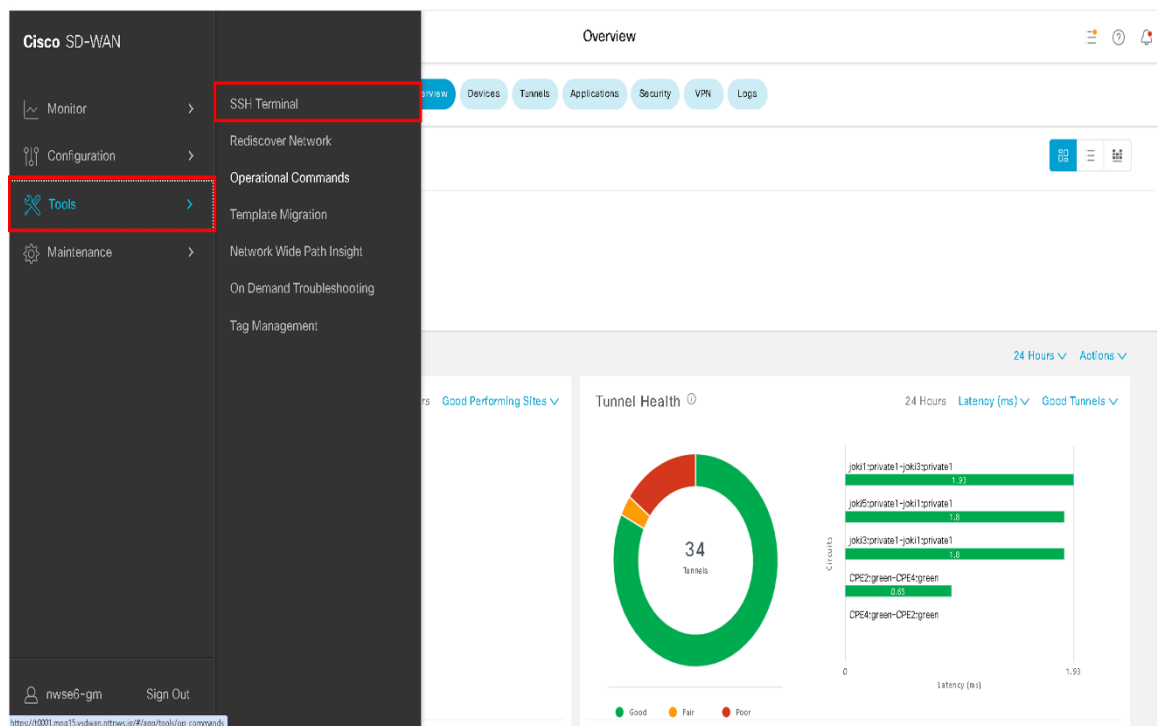 Cisco SD-WAN
Overview
Monitor
Configuration
Tools
Maintenance
SSH Terminal
Rediscover Network
Operational Commands
Template Migration
Network Wide Path Insight
On Demand Troubleshooting
Tag Management
erview Devices Tunnels Applications Security VPN Logs
24 Hours Actions
rs Good Performing Sites
Tunnel Health
24 Hours Latency (ms) Good Tunnels
34
Tunnels
Circuits
joki1:private1-joki3:private1
1.93
joki5:private1-joki1:private1
1.8
joki3:private1-joki1:private1
1.8
CPE2:green-CPE4:green
0.65
CPE4:green-CPE2:green
0 1.93
Latency (ms)
Good Fair Poor
nwse6-gm Sign Out